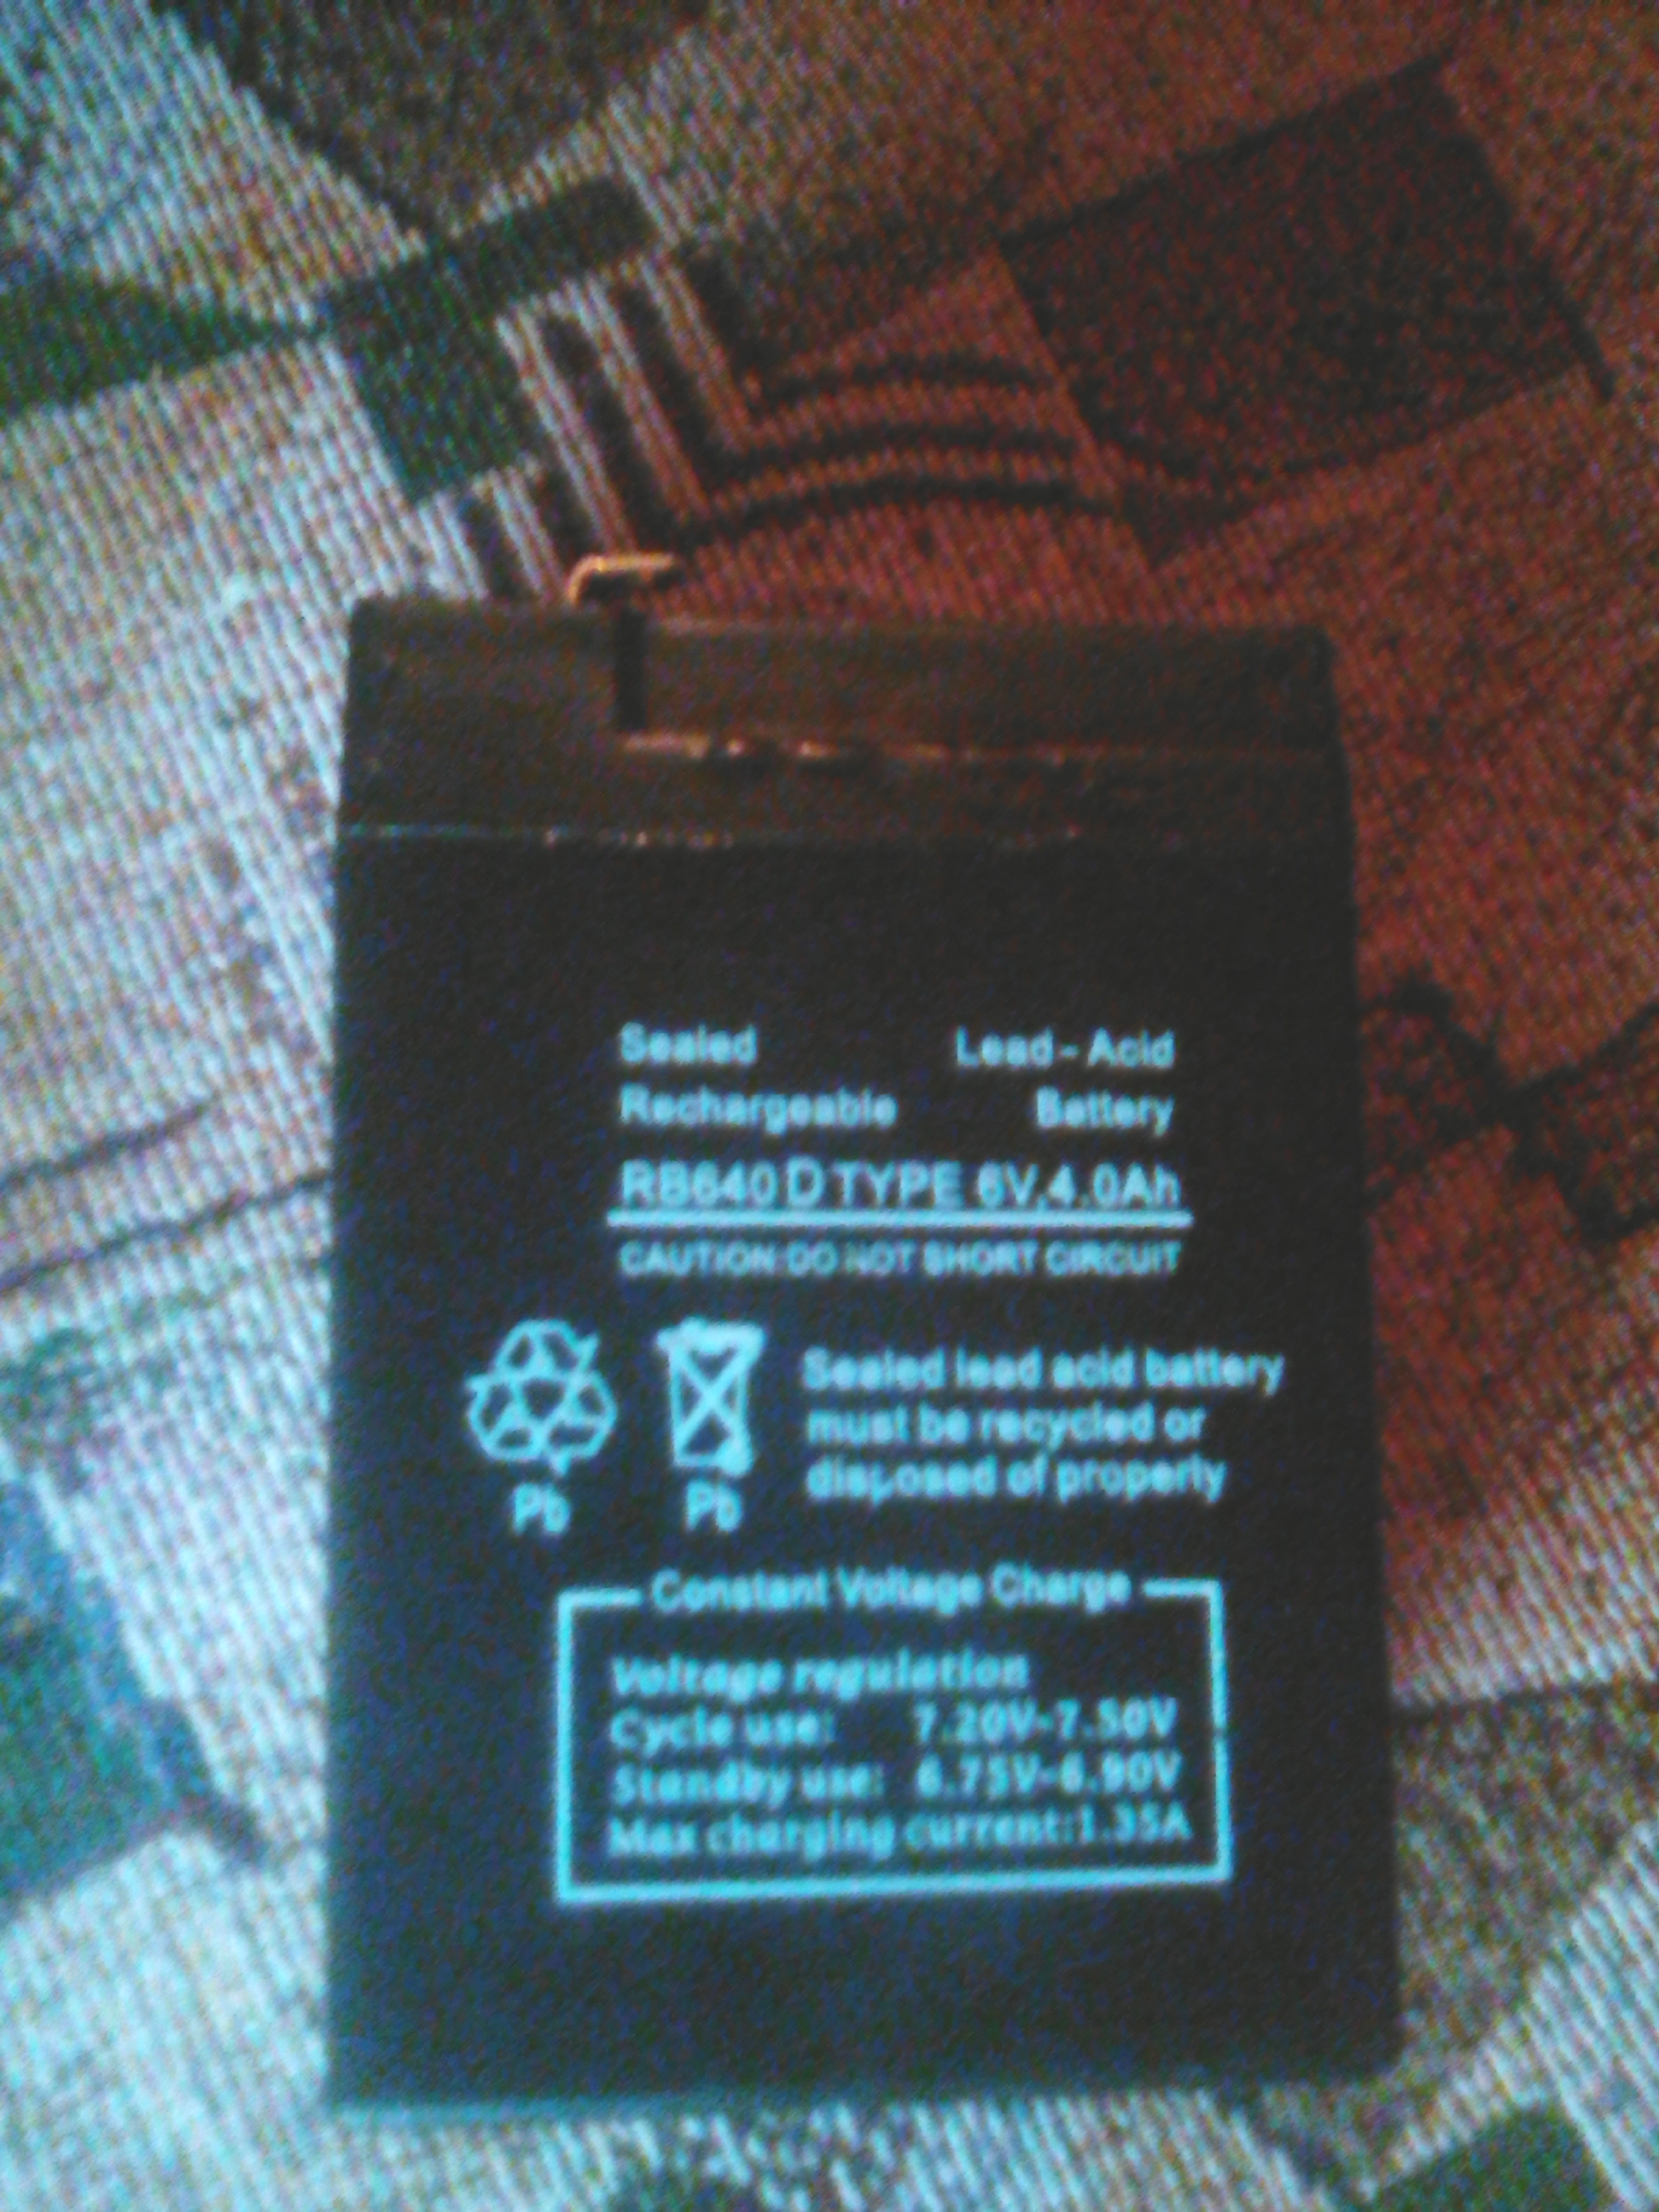 Sealed Lead-Acid
Rechargeable Battery
RB640 D TYPE 6V,4.0Ah
CAUTION:DO NOT SHORT CIRCUIT
Sealed lead acid battery
must be recycled or
disposed of properly
Pb Pb
Constant Voltage Charge
Voltage regulation
Cycle use: 7.20V-7.50V
Standby use: 6.75V-6.90V
Max charging current:1.35A